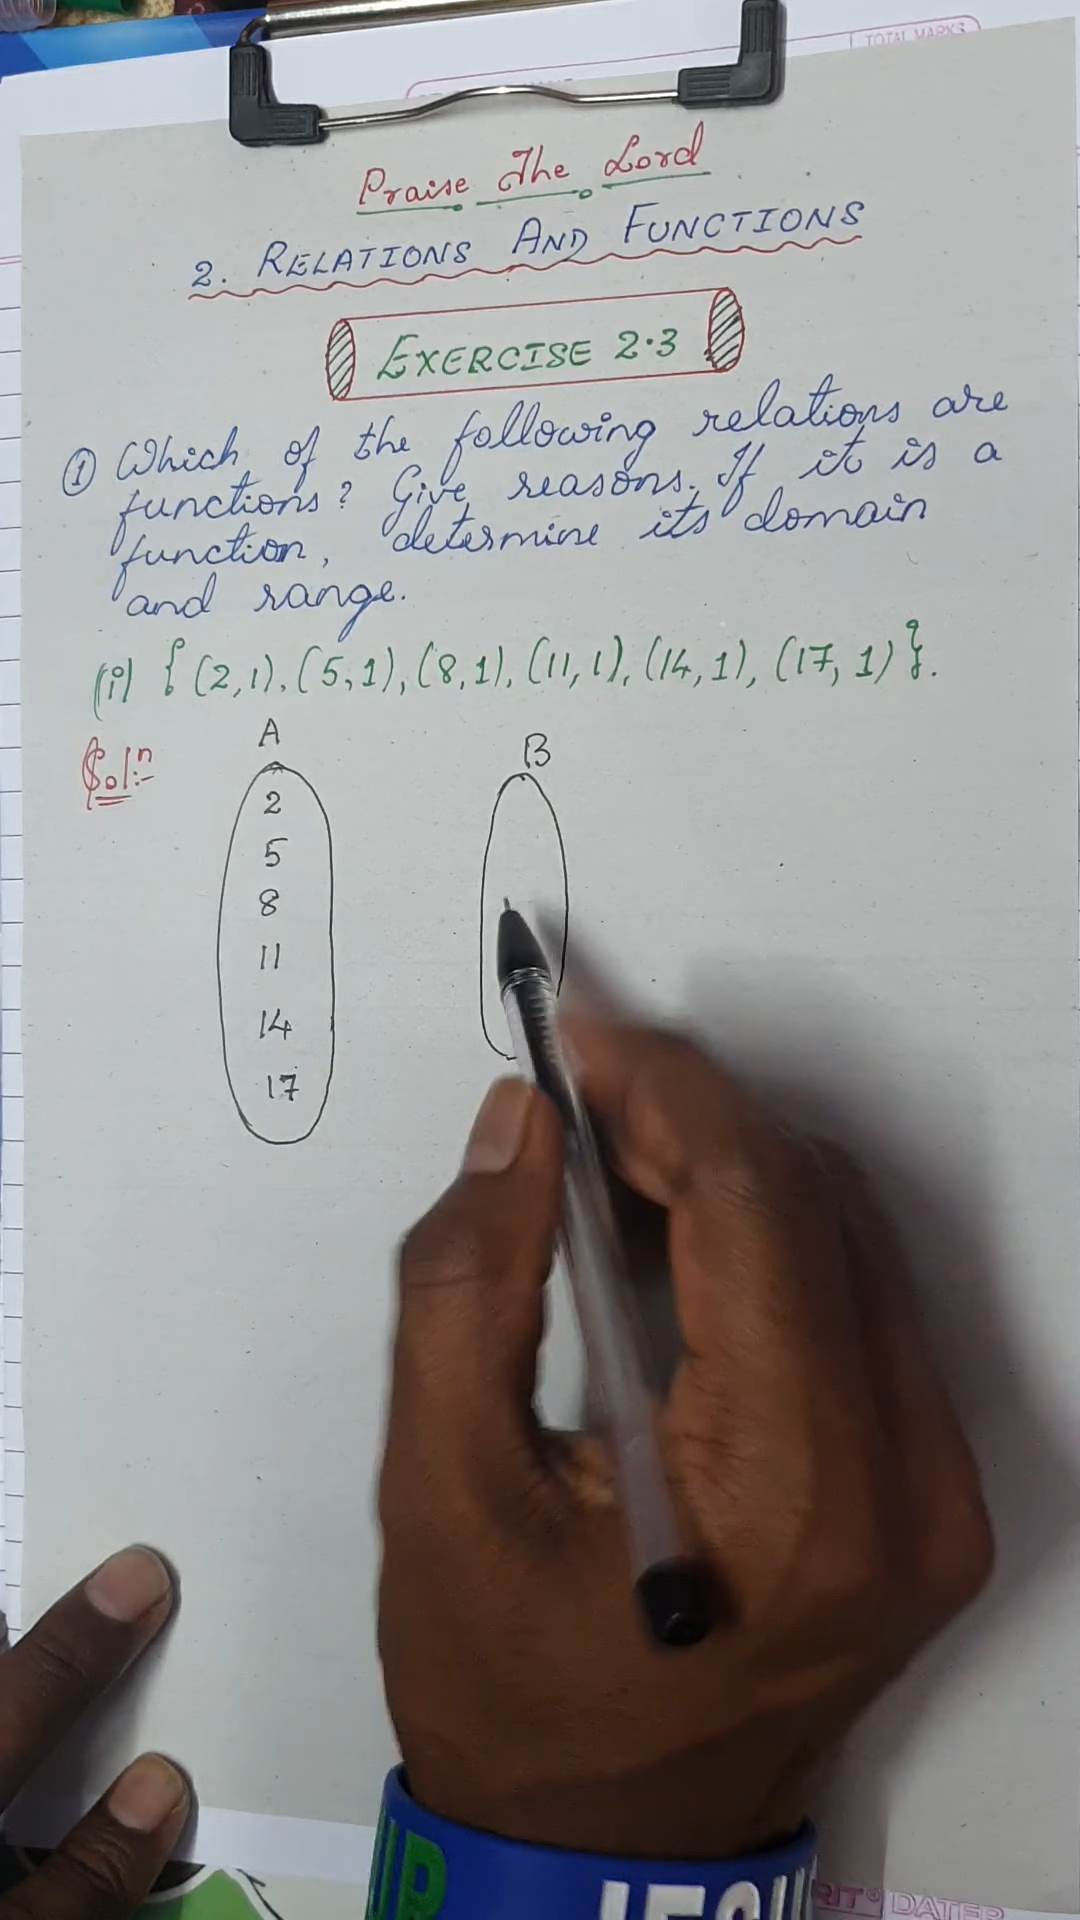 TOTAL MARKS
Praise The Lord
2. RELATIONS AND FUNCTIONS
EXERCISE 2.3
① Which of the following relations are
functions? Give reasons. If it is a
function, determine its domain
and range.
(i) {(2,1), (5,1), (8,1), (11,1), (14,1), (17,1)}.
Solⁿ:-
A
B
2
5
8
11
14
17